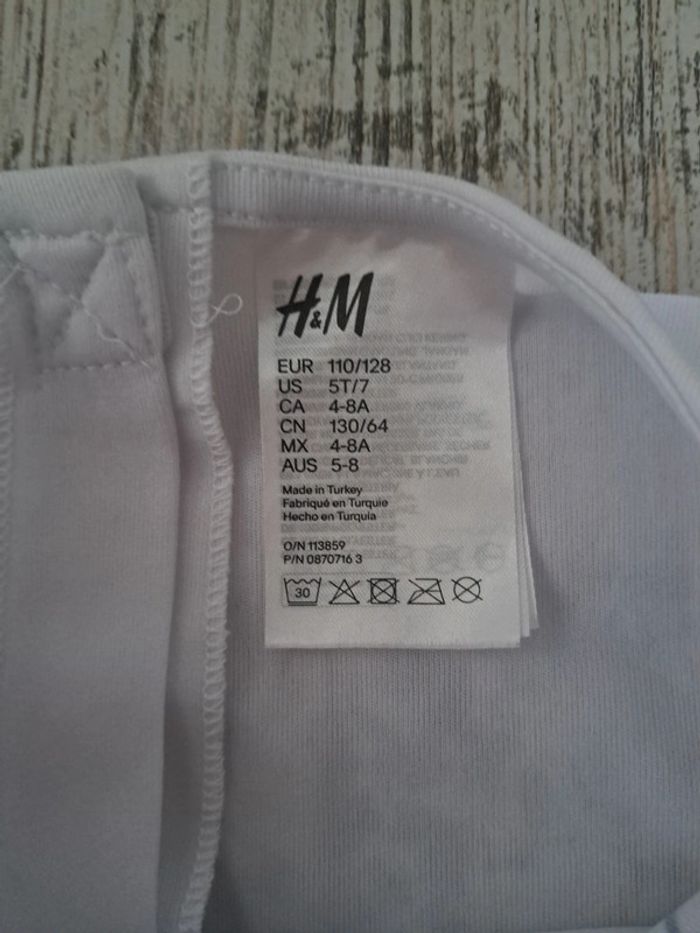 H&M
EUR 110/128
US 5T/7
CA 4-8A
CN 130/64
MX 4-8A
AUS 5-8
Made in Turkey
Fabriqué en Turquie
Hecho en Turquía
O/N 113859
P/N 0870716 3
30